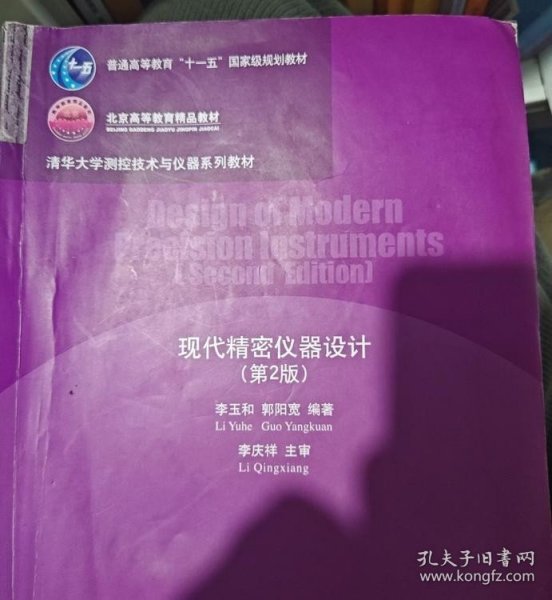 十一五
普通高等教育“十一五”国家级规划教材
北京高等教育精品教材
BEIJING GAODENG JIAOYU JINGPIN JIAOCAI
清华大学测控技术与仪器系列教材
Design of Modern
Precision Instruments
(Second Edition)
现代精密仪器设计
(第2版)
李玉和 郭阳宽 编著
Li Yuhe Guo Yangkuan
李庆祥 主审
Li Qingxiang
孔夫子旧书网
www.kongfz.com